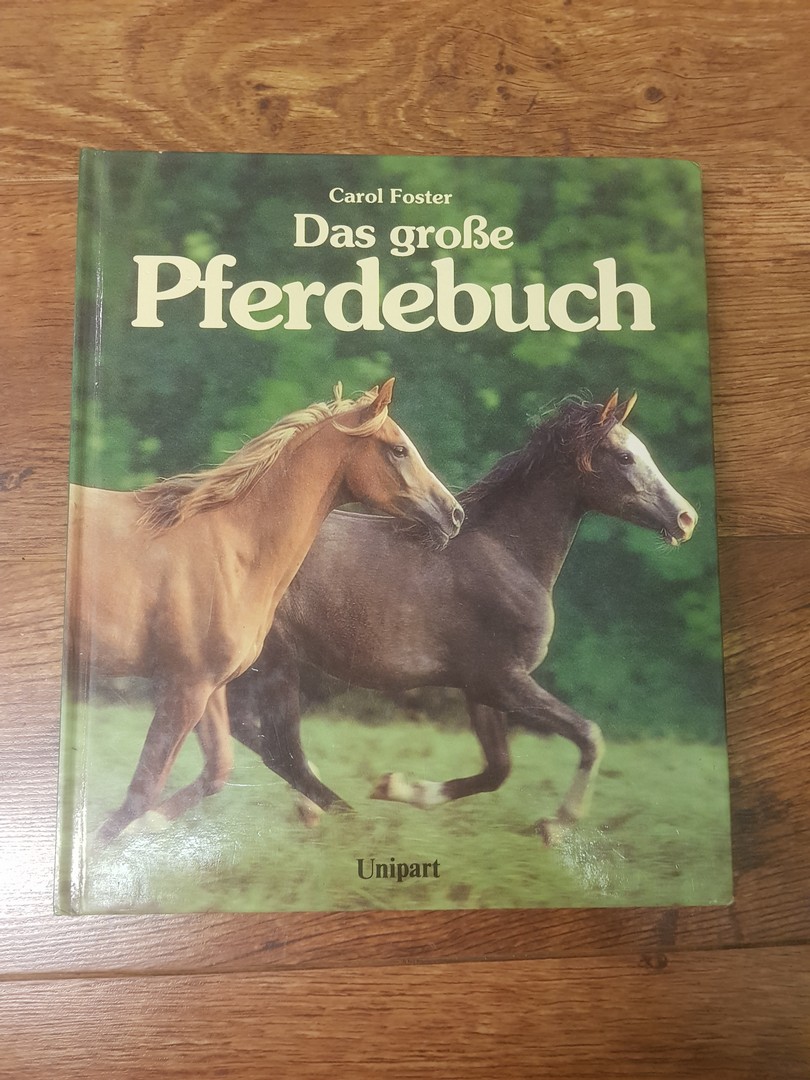 Carol Foster
Das große
Pferdebuch
Unipart